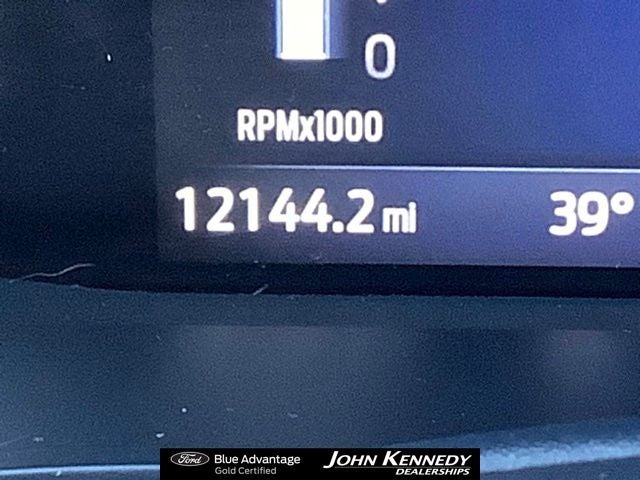 0
RPMx1000
12144.2 mi 39°
Ford Blue Advantage JOHN KENNEDY
Gold Certified DEALERSHIPS